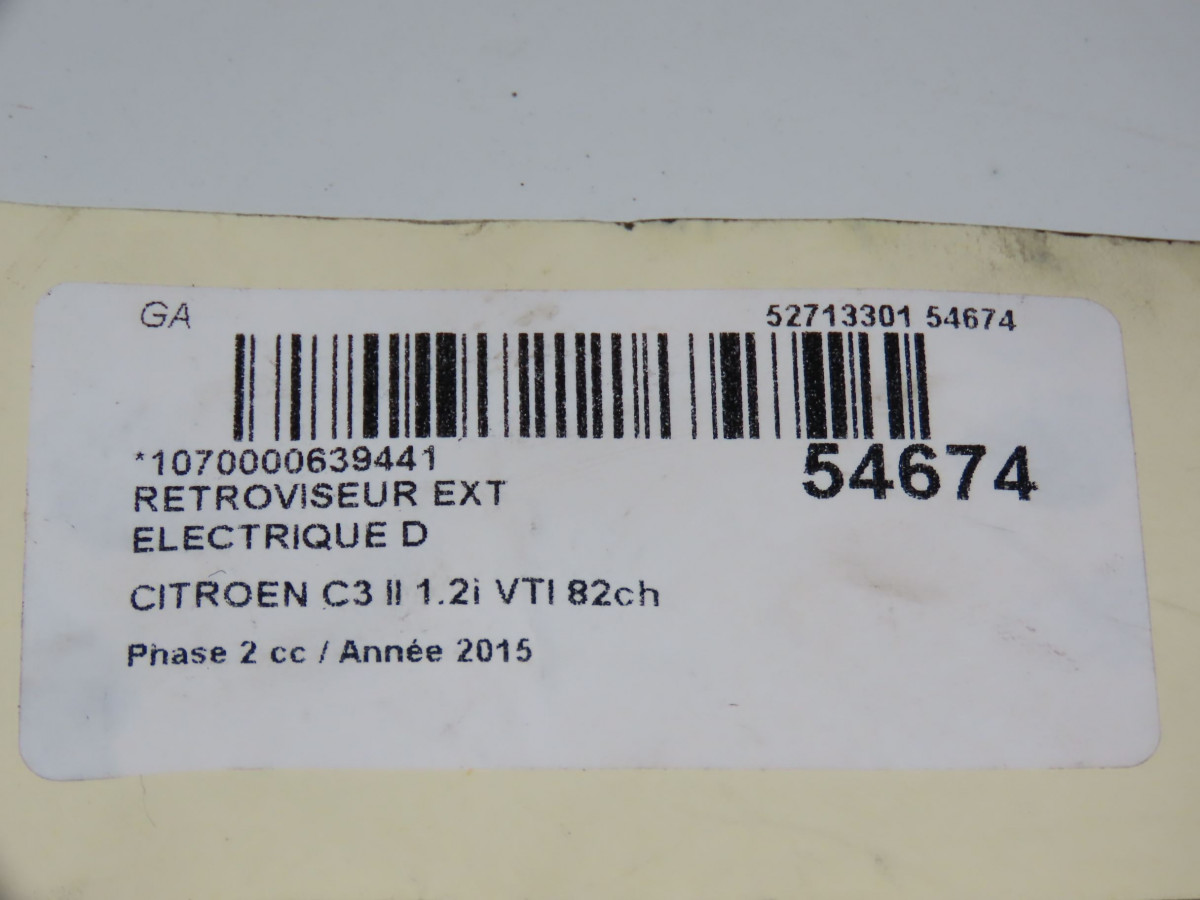 GA
52713301 54674
*1070000639441
54674
RETROVISEUR EXT
ELECTRIQUE D
CITROEN C3 II 1.2i VTI 82ch
Phase 2 cc / Année 2015